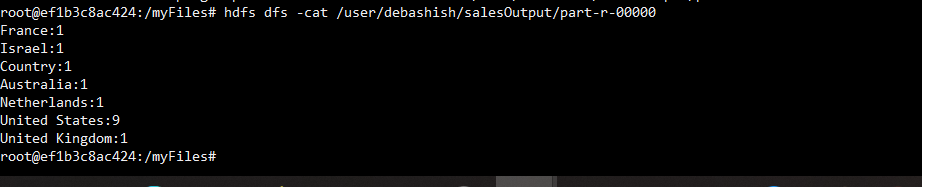 root@ef1b3c8ac424:/myFiles# hdfs dfs -cat /user/debashish/salesOutput/part-r-00000
France:1
Israel:1
Country:1
Australia:1
Netherlands:1
United States:9
United Kingdom:1
root@ef1b3c8ac424:/myFiles#